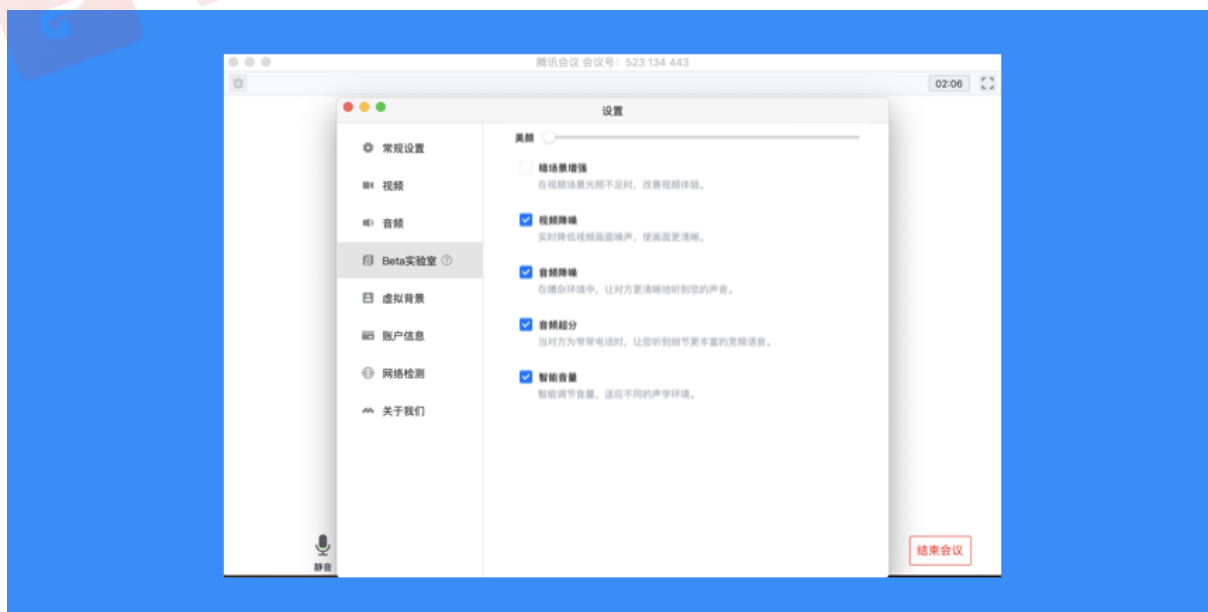 腾讯会议 会议号：523 134 443
02:06
设置
常规设置
视频
音频
Beta实验室
虚拟背景
账户信息
网络检测
关于我们
美颜
暗场景增强
在视频场景光照不足时，改善视频体验。
视频降噪
实时降低视频画面噪声，使画面更清晰。
音频降噪
在嘈杂环境中，让对方更清晰地听到您的声音。
音频超分
当对方为窄带电话时，让您听到细节更丰富的宽频语音。
智能音量
智能调节音量，适应不同的声学环境。
静音
结束会议